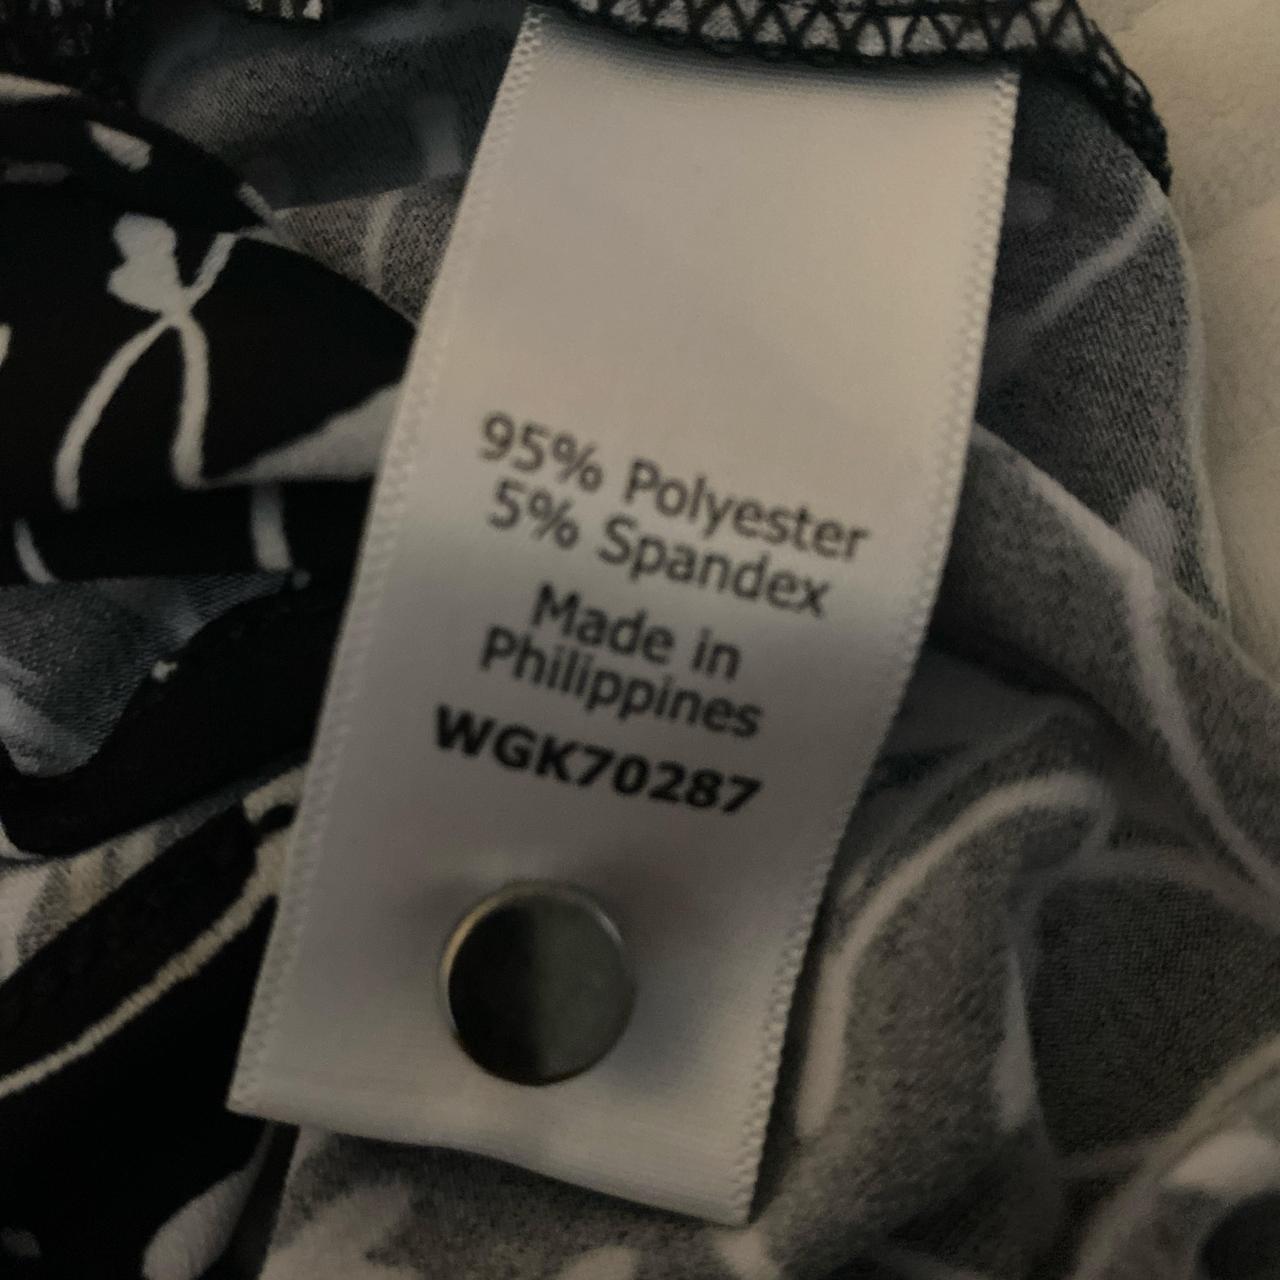 95% Polyester
5% Spandex
Made in
Philippines
WGK70287